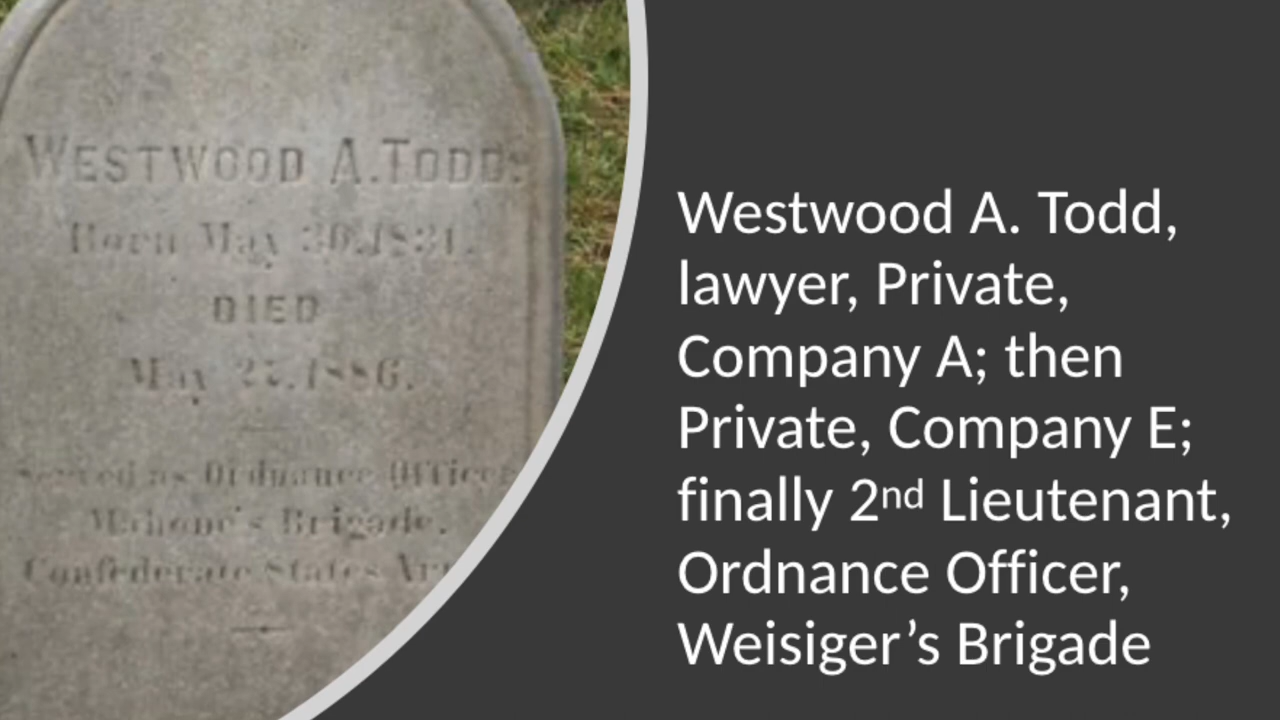 WESTWOOD A. TODD.
Born May 30, 1831.
DIED
May 1886.
served as Ordnance Officer
Mahone's Brigade.
Confederate States
Westwood A. Todd,
lawyer, Private,
Company A; then
Private, Company E;
finally 2nd Lieutenant,
Ordnance Officer,
Weisiger’s Brigade